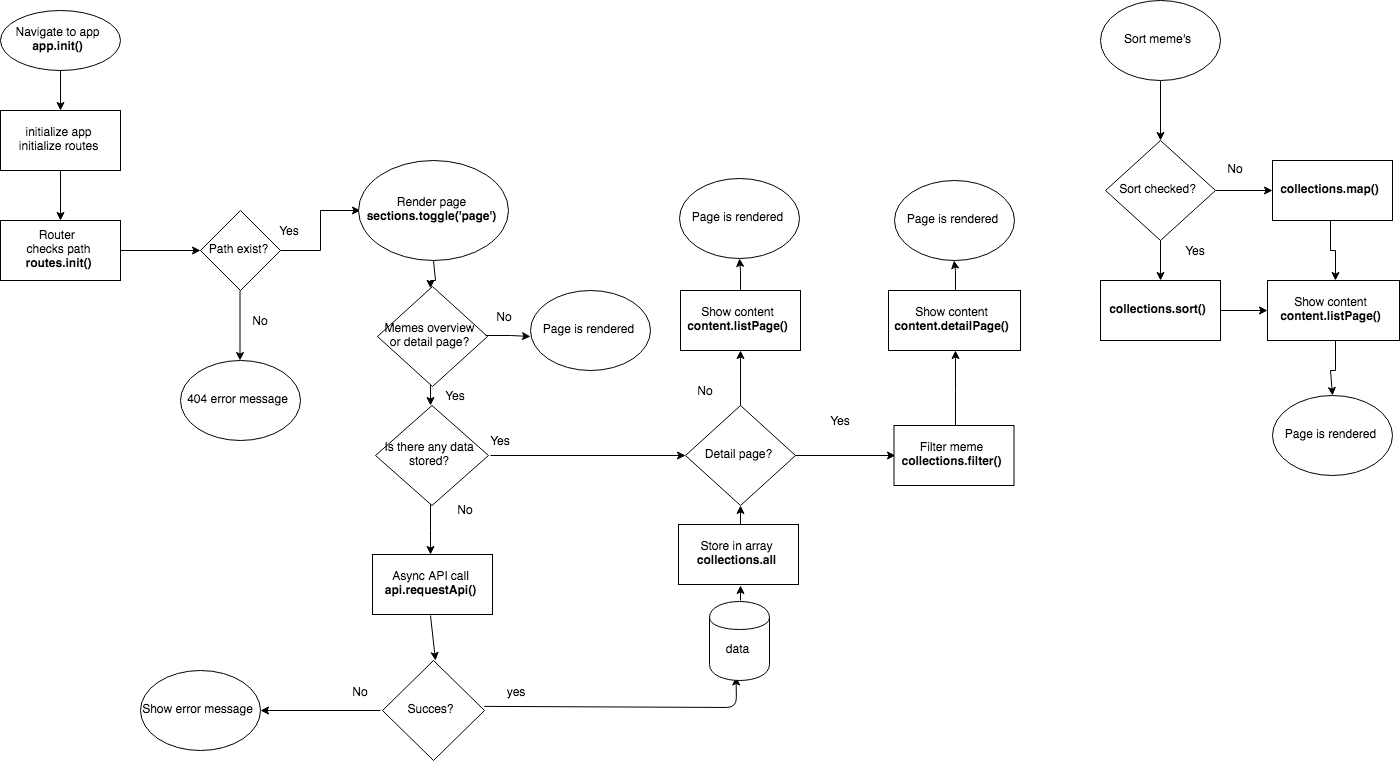 Navigate to app
app.init()
initialize app
initialize routes
Router
checks path
routes.init()
Path exist?
Yes
No
404 error message
Render page
sections.toggle('page')
Memes overview
or detail page?
No
Page is rendered
Yes
Is there any data
stored?
Yes
No
Async API call
api.requestApi()
Succes?
No
Show error message
yes
data
Store in array
collections.all
Detail page?
No
Show content
content.listPage()
Page is rendered
Yes
Filter meme
collections.filter()
Show content
content.detailPage()
Page is rendered
Sort meme's
Sort checked?
No
collections.map()
Yes
collections.sort()
Show content
content.listPage()
Page is rendered